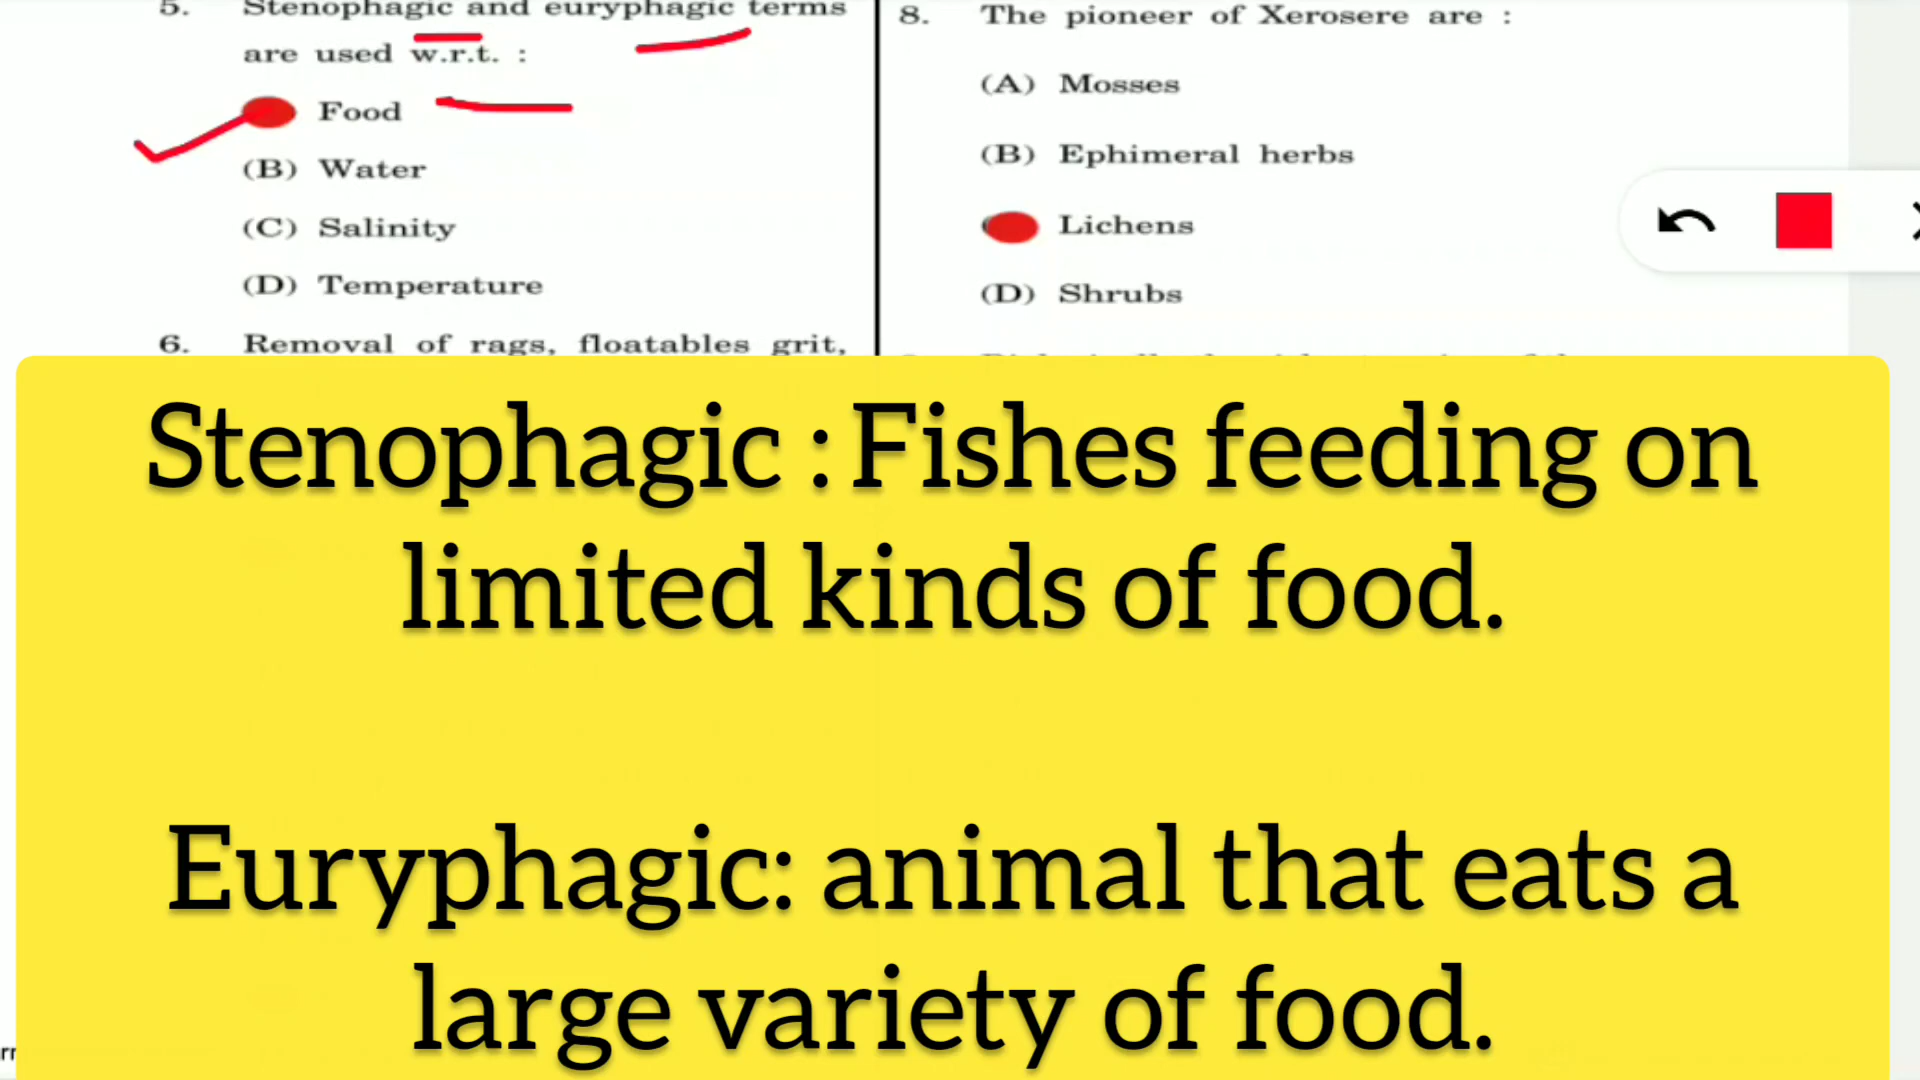 5. Stenophagic and euryphagic terms
are used w.r.t. :
Food
(B) Water
(C) Salinity
(D) Temperature
6. Removal of rags, floatables grit,
8. The pioneer of Xerosere are :
(A) Mosses
(B) Ephimeral herbs
Lichens
(D) Shrubs
Stenophagic : Fishes feeding on
limited kinds of food.
Euryphagic: animal that eats a
large variety of food.